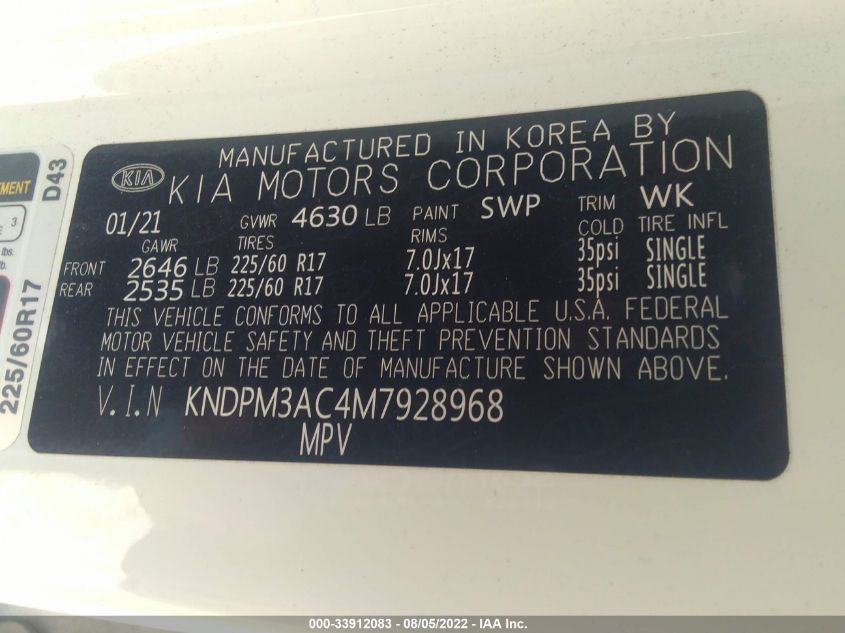 MANUFACTURED IN KOREA BY
KIA KIA MOTORS CORPORATION
01/21 GVWR 4630 LB PAINT SWP TRIM WK
GAWR TIRES RIMS COLD TIRE INFL
FRONT 2646 LB 225/60 R17 7.0Jx17 35psi SINGLE
REAR 2535 LB 225/60 R17 7.0Jx17 35psi SINGLE
THIS VEHICLE CONFORMS TO ALL APPLICABLE U.S.A. FEDERAL
MOTOR VEHICLE SAFETY AND THEFT PREVENTION STANDARDS
IN EFFECT ON THE DATE OF MANUFACTURE SHOWN ABOVE.
V.I.N KNDPM3AC4M7928968
MPV
D43
3
lbs.
225/60R17
000-33912083 - 08/05/2022 - IAA Inc.